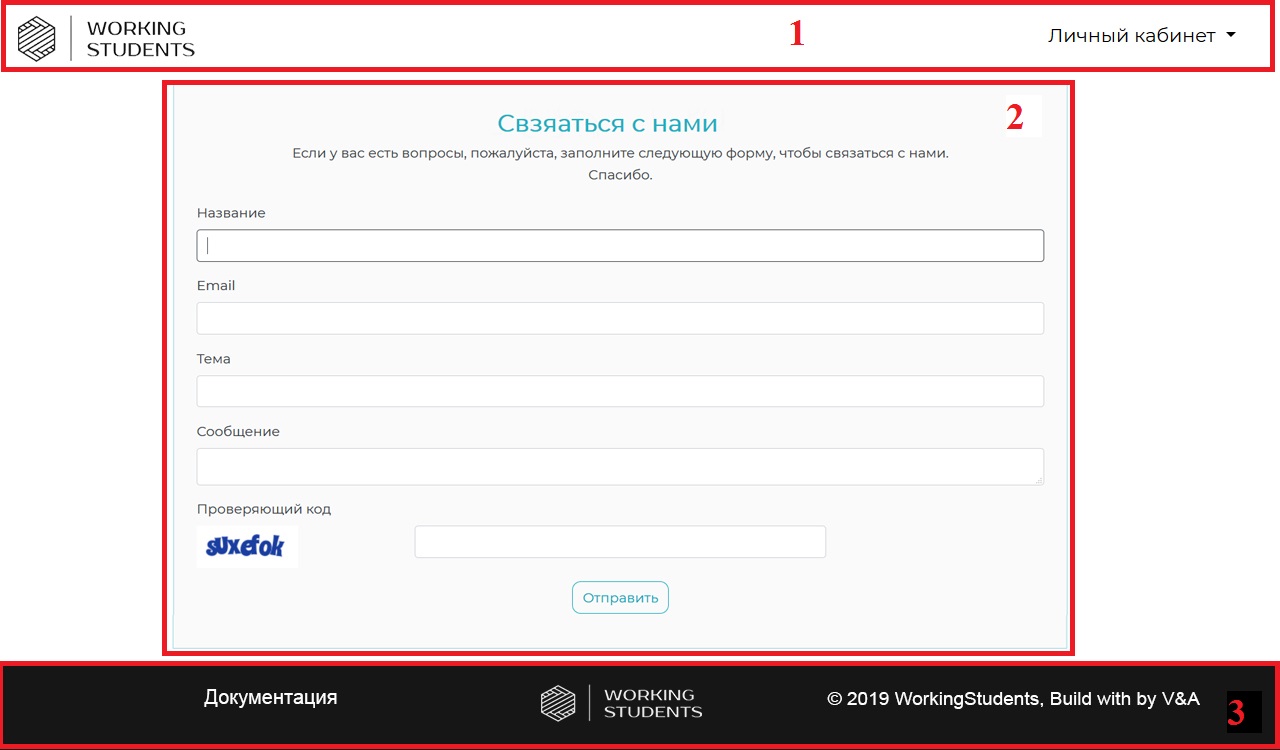 WORKING
STUDENTS
1
Личный кабинет
2
Свзяаться с нами
Если у вас есть вопросы, пожалуйста, заполните следующую форму, чтобы связаться с нами.
Спасибо.
Название
Email
Тема
Сообщение
Проверяющий код
suxefok
Отправить
Документация
WORKING
STUDENTS
© 2019 WorkingStudents, Build with by V&A
3